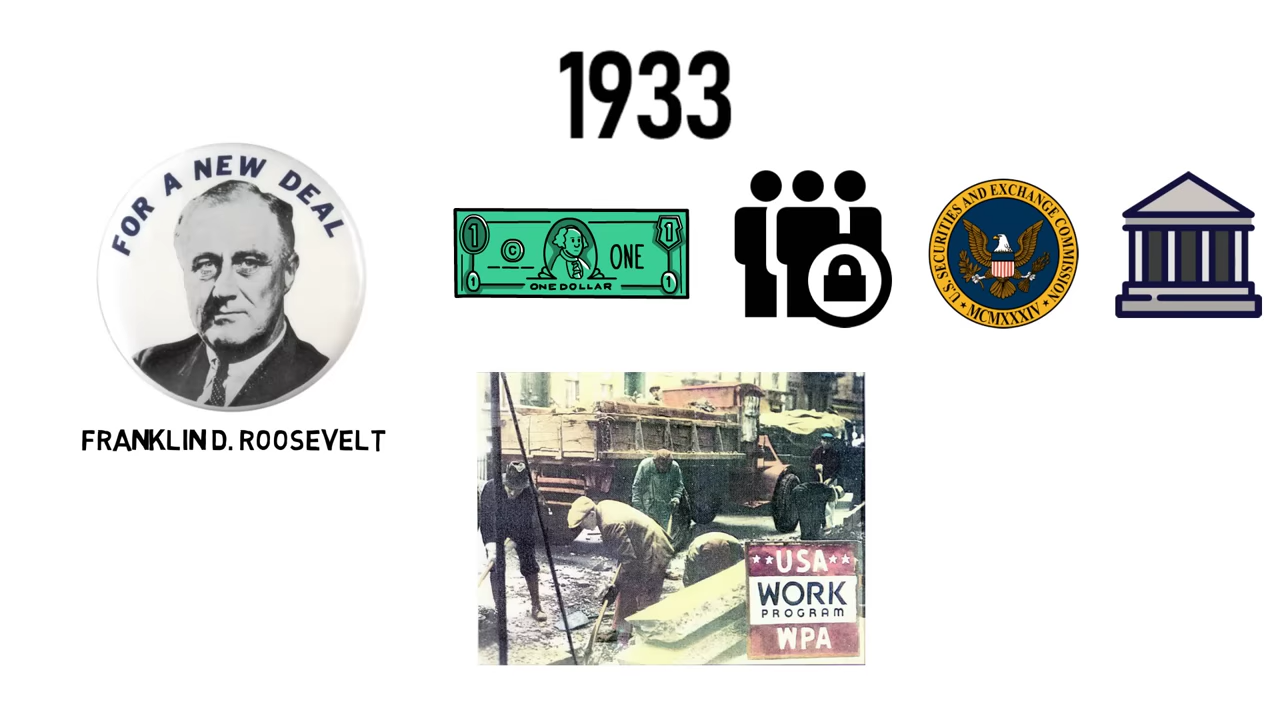 1933
FOR A NEW DEAL
FRANKLIN D. ROOSEVELT
1 1
© ONE
1 1
ONE DOLLAR
U.S. SECURITIES AND EXCHANGE COMMISSION
★ MCMXXXIV ★
★★USA★★
WORK
PROGRAM
WPA